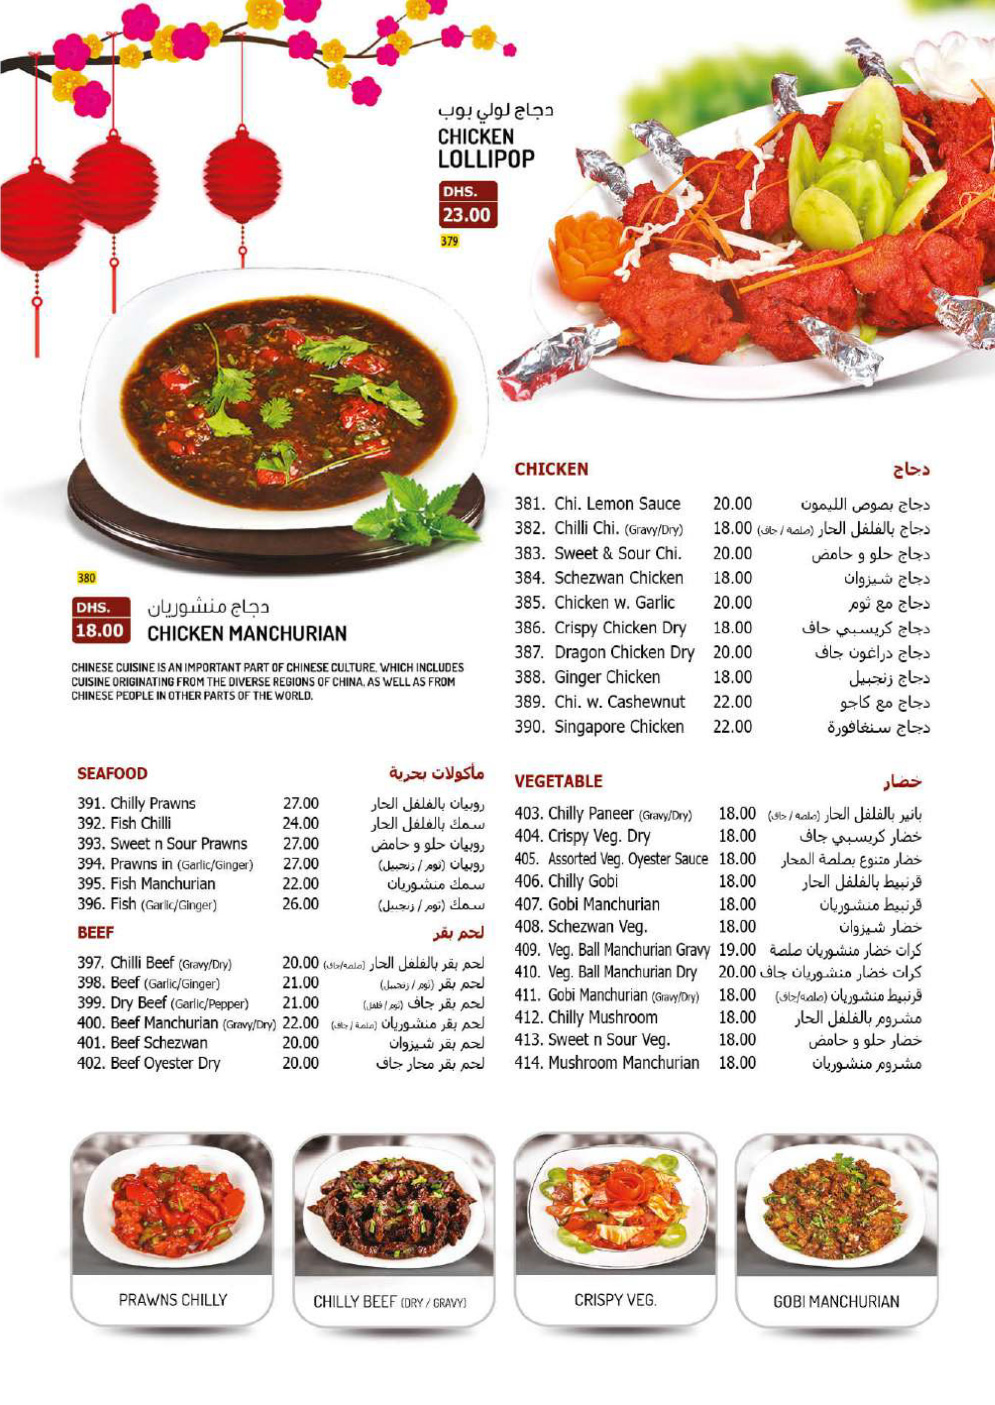 دجاج لولي بوب
CHICKEN
LOLLIPOP
DHS.
23.00
379
380
DHS.
18.00
دجاج منشوريان
CHICKEN MANCHURIAN
CHINESE CUISINE IS AN IMPORTANT PART OF CHINESE CULTURE, WHICH INCLUDES
CUISINE ORIGINATING FROM THE DIVERSE REGIONS OF CHINA, AS WELL AS FROM
CHINESE PEOPLE IN OTHER PARTS OF THE WORLD.
CHICKEN دجاج
381. Chi. Lemon Sauce 20.00 دجاج بصوص الليمون
382. Chilli Chi. (Gravy/Dry) 18.00 دجاج بالفلفل الحار (صلصة / جاف)
383. Sweet & Sour Chi. 20.00 دجاج حلو و حامض
384. Schezwan Chicken 18.00 دجاج شيزوان
385. Chicken w. Garlic 20.00 دجاج مع ثوم
386. Crispy Chicken Dry 18.00 دجاج كريسبي جاف
387. Dragon Chicken Dry 20.00 دجاج دراغون جاف
388. Ginger Chicken 18.00 دجاج زنجبيل
389. Chi. w. Cashewnut 22.00 دجاج مع كاجو
390. Singapore Chicken 22.00 دجاج سنغافورة
SEAFOOD مأكولات بحرية
391. Chilly Prawns 27.00 روبيان بالفلفل الحار
392. Fish Chilli 24.00 سمك بالفلفل الحار
393. Sweet n Sour Prawns 27.00 روبيان حلو و حامض
394. Prawns in (Garlic/Ginger) 27.00 روبيان (ثوم / زنجبيل)
395. Fish Manchurian 22.00 سمك منشوريان
396. Fish (Garlic/Ginger) 26.00 سمك (ثوم / زنجبيل)
BEEF لحم بقر
397. Chilli Beef (Gravy/Dry) 20.00 لحم بقر بالفلفل الحار (صلصة/جاف)
398. Beef (Garlic/Ginger) 21.00 لحم بقر (ثوم / زنجبيل)
399. Dry Beef (Garlic/Pepper) 21.00 لحم بقر جاف (ثوم / فلفل)
400. Beef Manchurian (Gravy/Dry) 22.00 لحم بقر منشوريان (صلصة / جاف)
401. Beef Schezwan 20.00 لحم بقر شيزوان
402. Beef Oyester Dry 20.00 لحم بقر محار جاف
VEGETABLE خضار
403. Chilly Paneer (Gravy/Dry) 18.00 بانير بالفلفل الحار (صلصة / جاف)
404. Crispy Veg. Dry 18.00 خضار كريسبي جاف
405. Assorted Veg. Oyester Sauce 18.00 خضار متنوع بصلصة المحار
406. Chilly Gobi 18.00 قرنبيط بالفلفل الحار
407. Gobi Manchurian 18.00 قرنبيط منشوريان
408. Schezwan Veg. 18.00 خضار شيزوان
409. Veg. Ball Manchurian Gravy 19.00 كرات خضار منشوريان صلصة
410. Veg. Ball Manchurian Dry 20.00 كرات خضار منشوريان جاف
411. Gobi Manchurian (Gravy/Dry) 18.00 قرنبيط منشوريان (صلصة/جاف)
412. Chilly Mushroom 18.00 مشروم بالفلفل الحار
413. Sweet n Sour Veg. 18.00 خضار حلو و حامض
414. Mushroom Manchurian 18.00 مشروم منشوريان
PRAWNS CHILLY
CHILLY BEEF (DRY / GRAVY)
CRISPY VEG.
GOBI MANCHURIAN